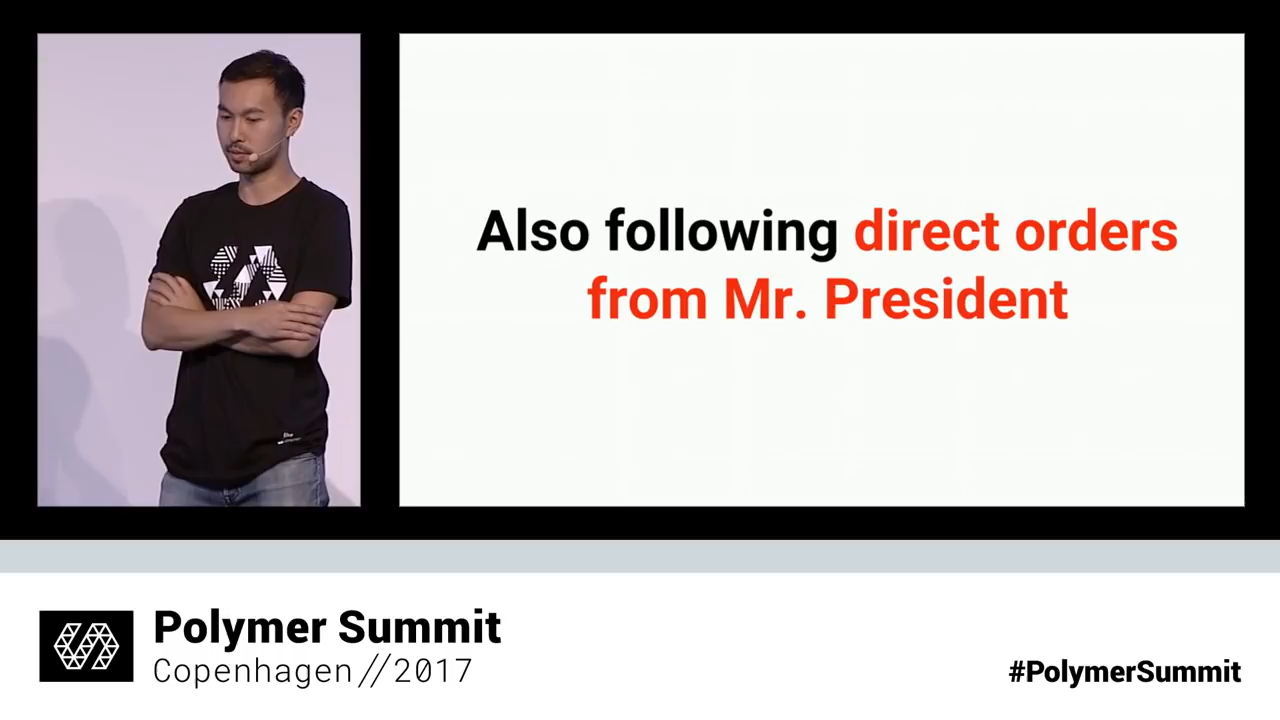 Also following direct orders
from Mr. President
Polymer Summit
Copenhagen//2017
#PolymerSummit